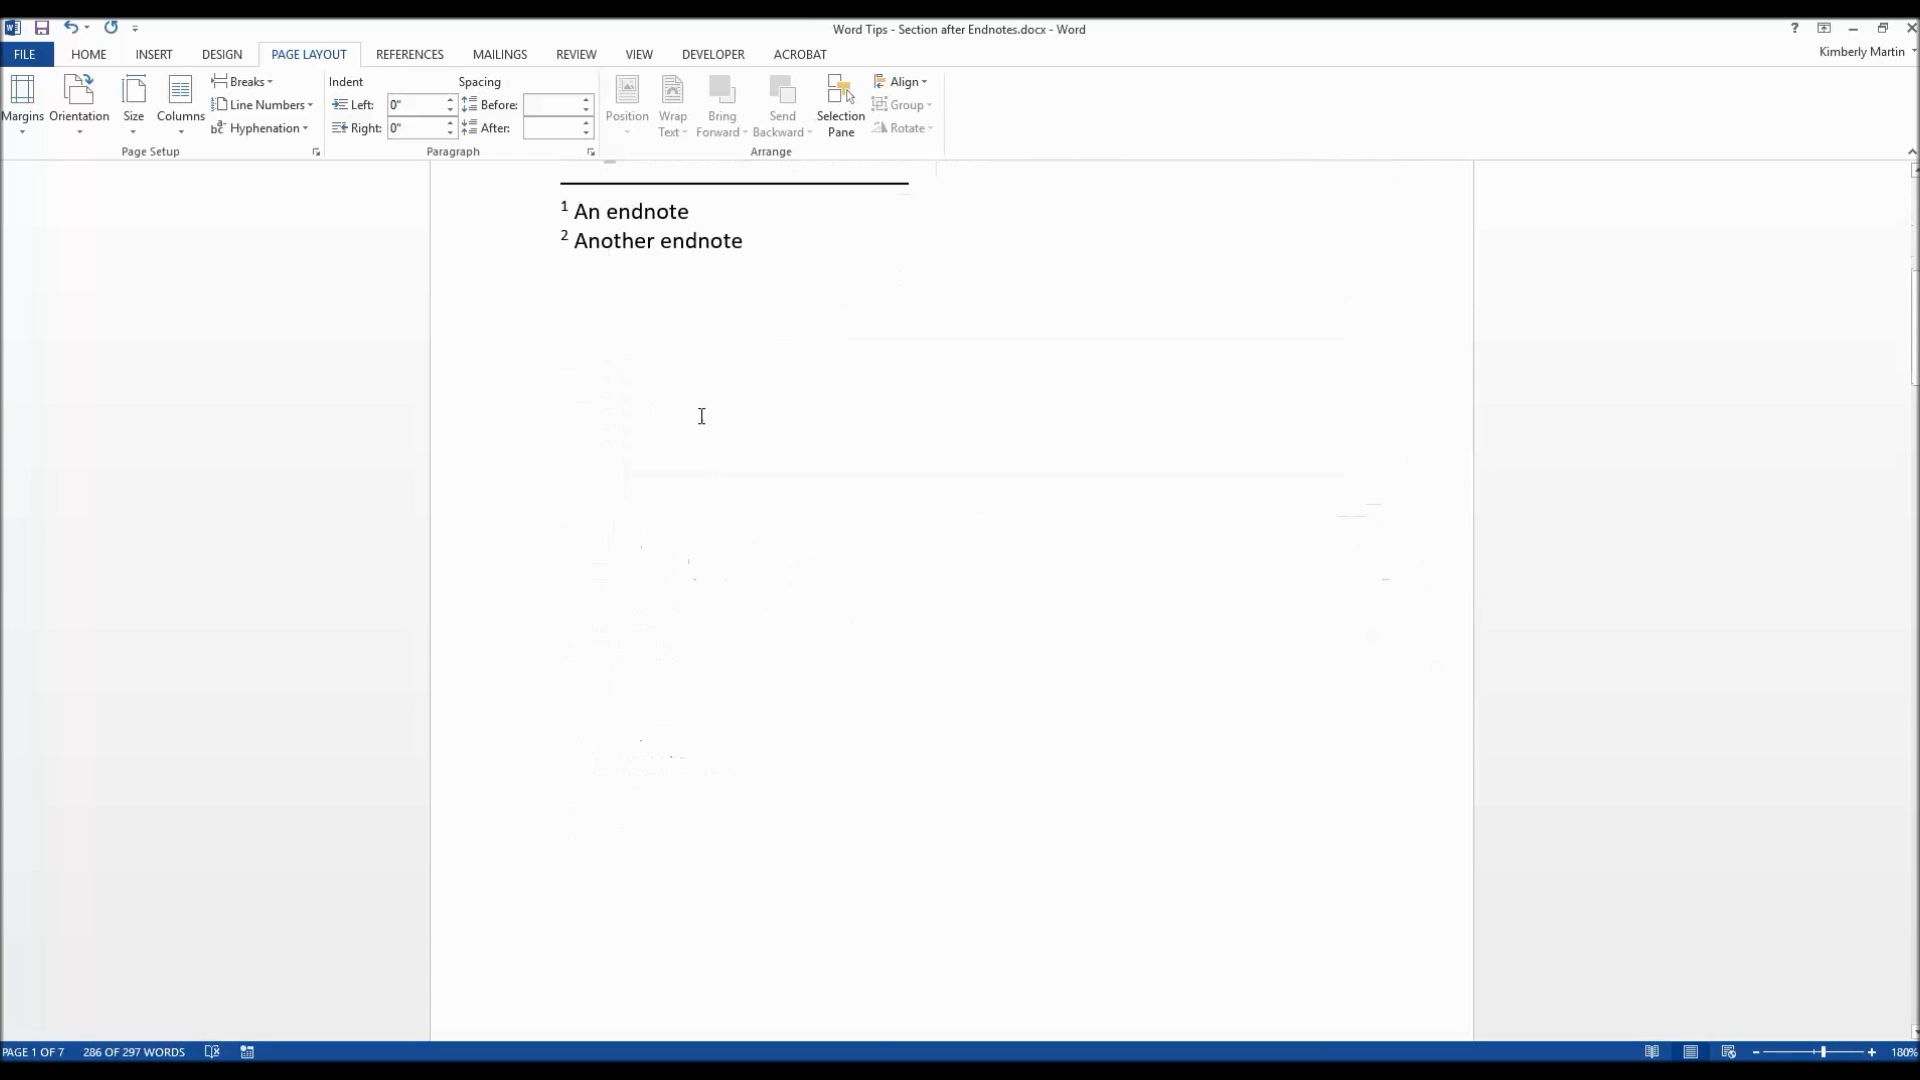 Word Tips - Section after Endnotes.docx - Word
?
Kimberly Martin
FILE HOME INSERT DESIGN PAGE LAYOUT REFERENCES MAILINGS REVIEW VIEW DEVELOPER ACROBAT
Margins
Orientation
Size
Columns
Breaks
Line Numbers
Hyphenation
Page Setup
Indent
Left: 0"
Right: 0"
Spacing
Before:
After:
Paragraph
Position
Wrap
Text
Bring
Forward
Send
Backward
Selection
Pane
Align
Group
Rotate
Arrange
1 An endnote
2 Another endnote
PAGE 1 OF 7 286 OF 297 WORDS
180%